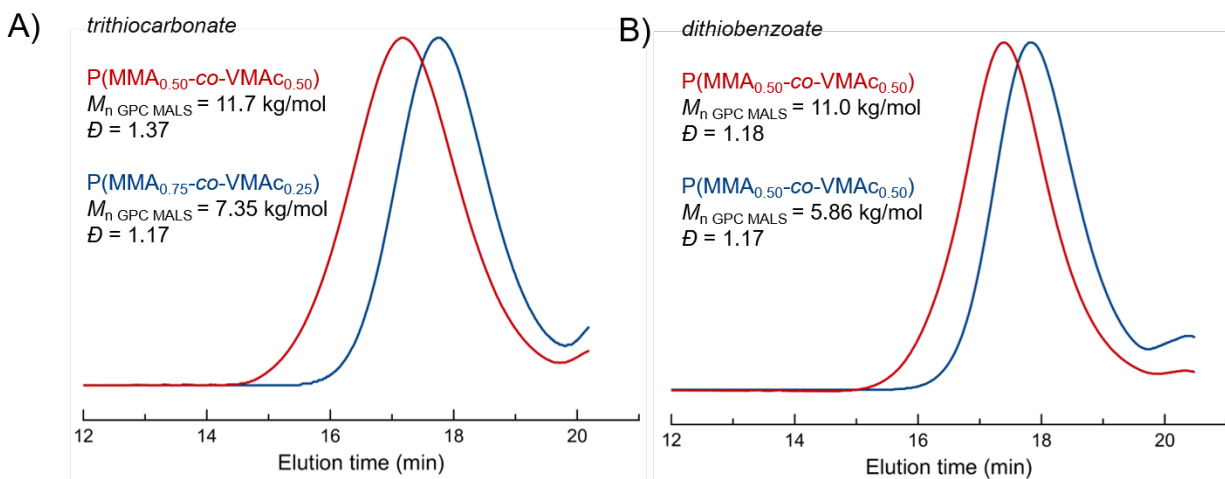 A)
trithiocarbonate
P(MMA0.50-co-VMAc0.50)
Mn GPC MALS = 11.7 kg/mol
Đ = 1.37
P(MMA0.75-co-VMAc0.25)
Mn GPC MALS = 7.35 kg/mol
Đ = 1.17
12 14 16 18 20
Elution time (min)
B)
dithiobenzoate
P(MMA0.50-co-VMAc0.50)
Mn GPC MALS = 11.0 kg/mol
Đ = 1.18
P(MMA0.50-co-VMAc0.50)
Mn GPC MALS = 5.86 kg/mol
Đ = 1.17
12 14 16 18 20
Elution time (min)